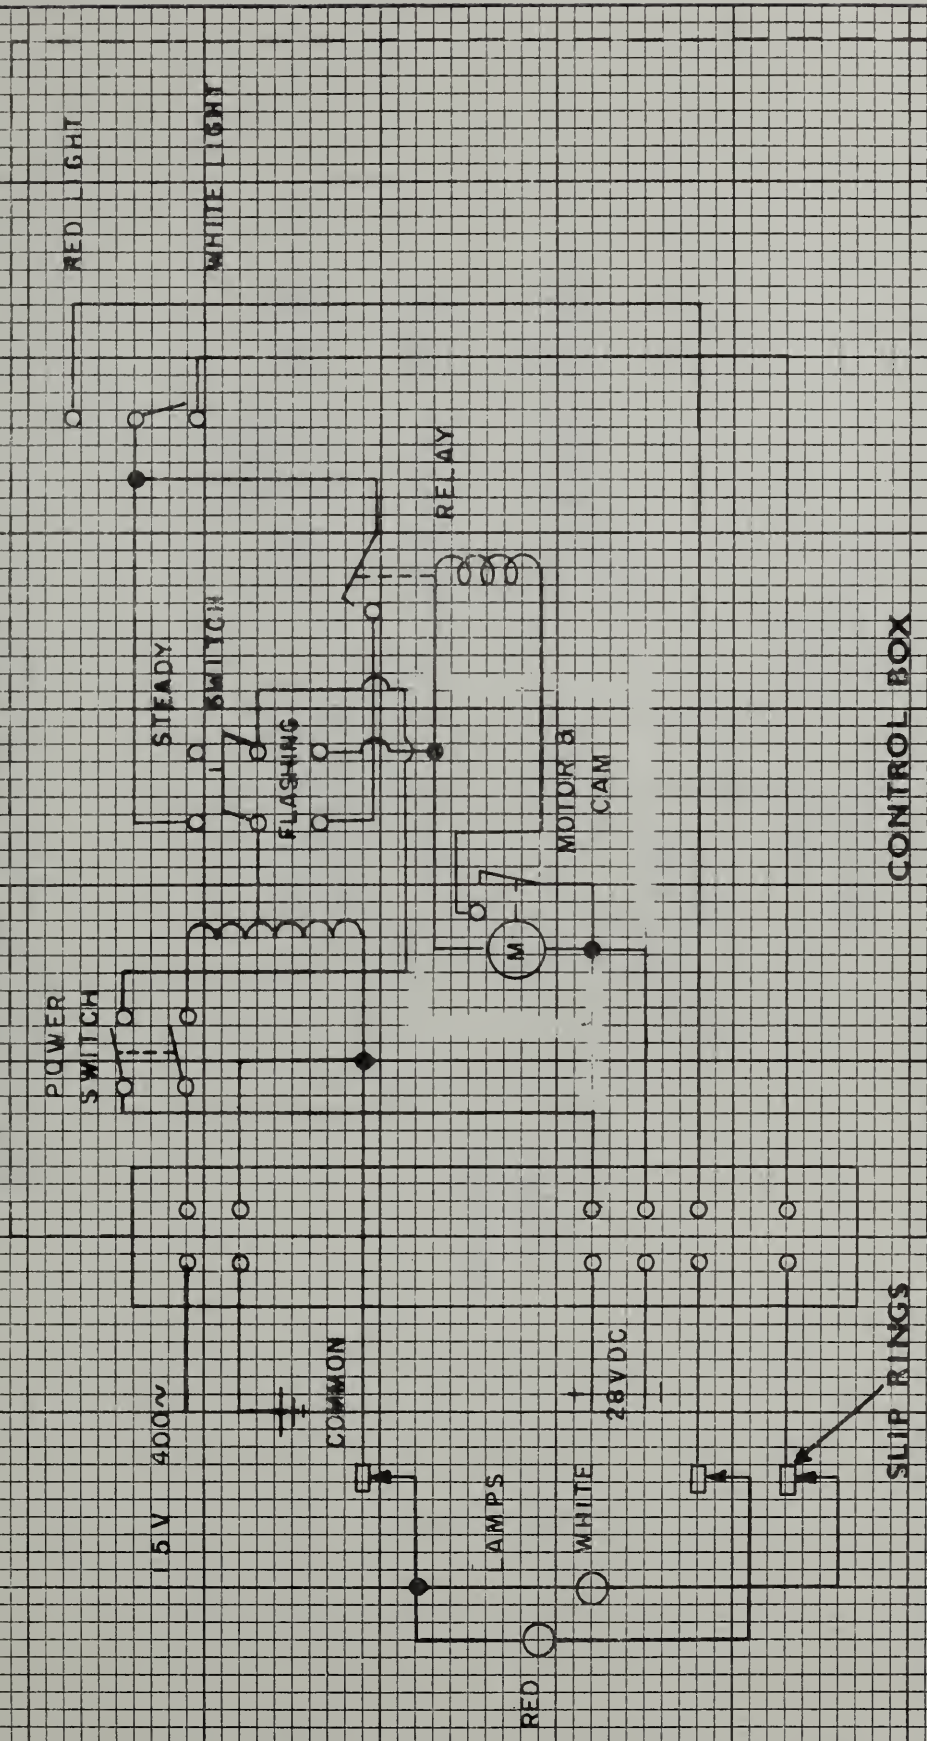 POWER
SWITCH
RED LIGHT
15V 400~
STEADY
SWITCH
WHITE LIGHT
FLASHING
COMMON
RELAY
LAMPS
RED
MOTOR &
CAM
WHITE
+
28VDC
−
SLIP RINGS
CONTROL BOX